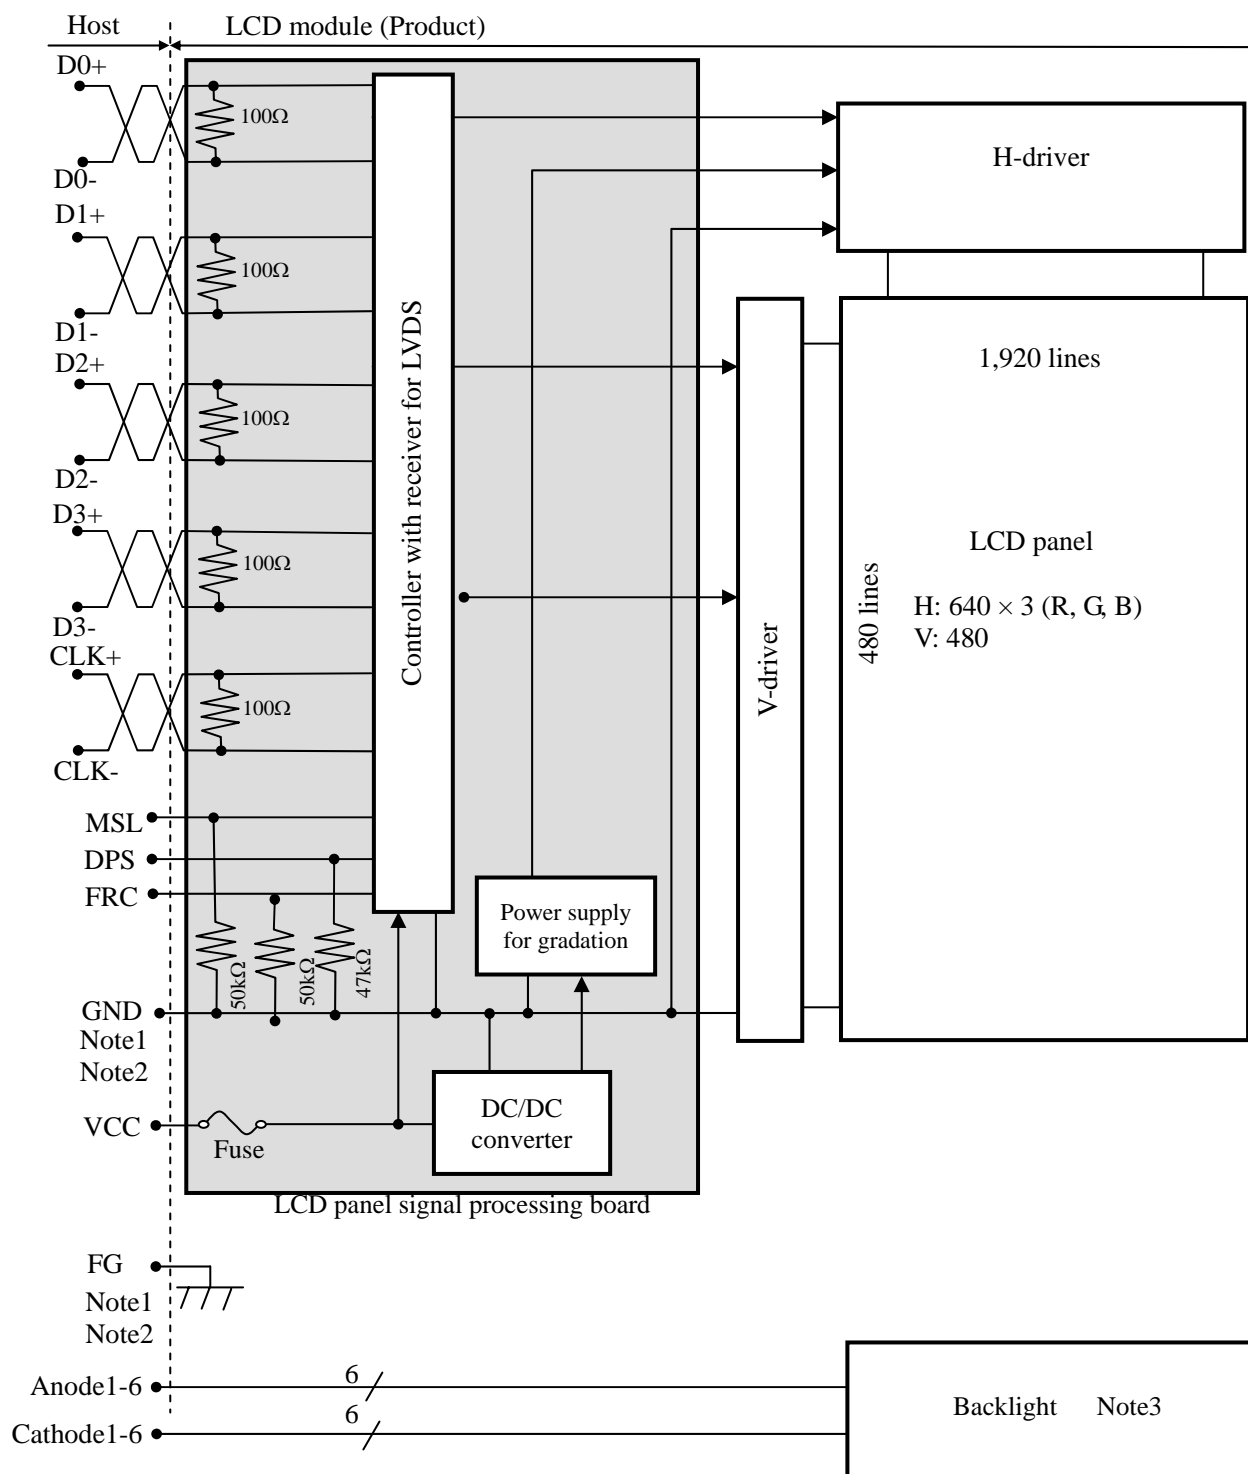 Host
LCD module (Product)
D0+
100Ω
D0-
H-driver
D1+
100Ω
D1-
D2+
100Ω
D2-
D3+
100Ω
D3-
CLK+
100Ω
CLK-
Controller with receiver for LVDS
V-driver
1,920 lines
480 lines
LCD panel
H: 640 × 3 (R, G, B)
V: 480
MSL
DPS
FRC
50kΩ
50kΩ
47kΩ
Power supply
for gradation
GND
Note1
Note2
VCC
Fuse
DC/DC
converter
LCD panel signal processing board
FG
Note1
Note2
Anode1-6
6
Cathode1-6
6
Backlight Note3